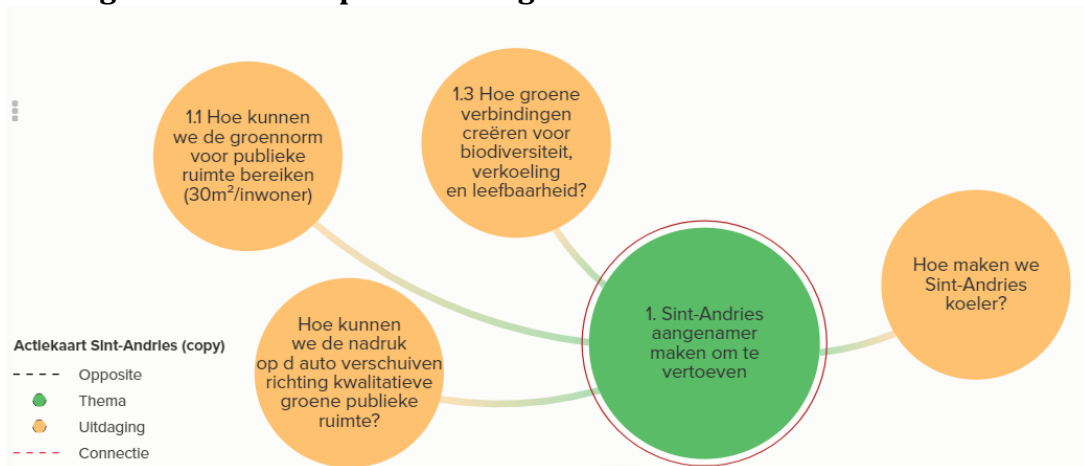 1.1 Hoe kunnen
we de groennorm
voor publieke
ruimte bereiken
(30m²/inwoner)
1.3 Hoe groene
verbindingen
creëren voor
biodiversiteit,
verkoeling
en leefbaarheid?
Hoe maken we
Sint-Andries
koeler?
1. Sint-Andries
aangenamer
maken om te
vertoeven
Hoe kunnen
we de nadruk
op d auto verschuiven
richting kwalitatieve
groene publieke
ruimte?
Actiekaart SInt-Andries (copy)
Opposite
Thema
Uitdaging
Connectie